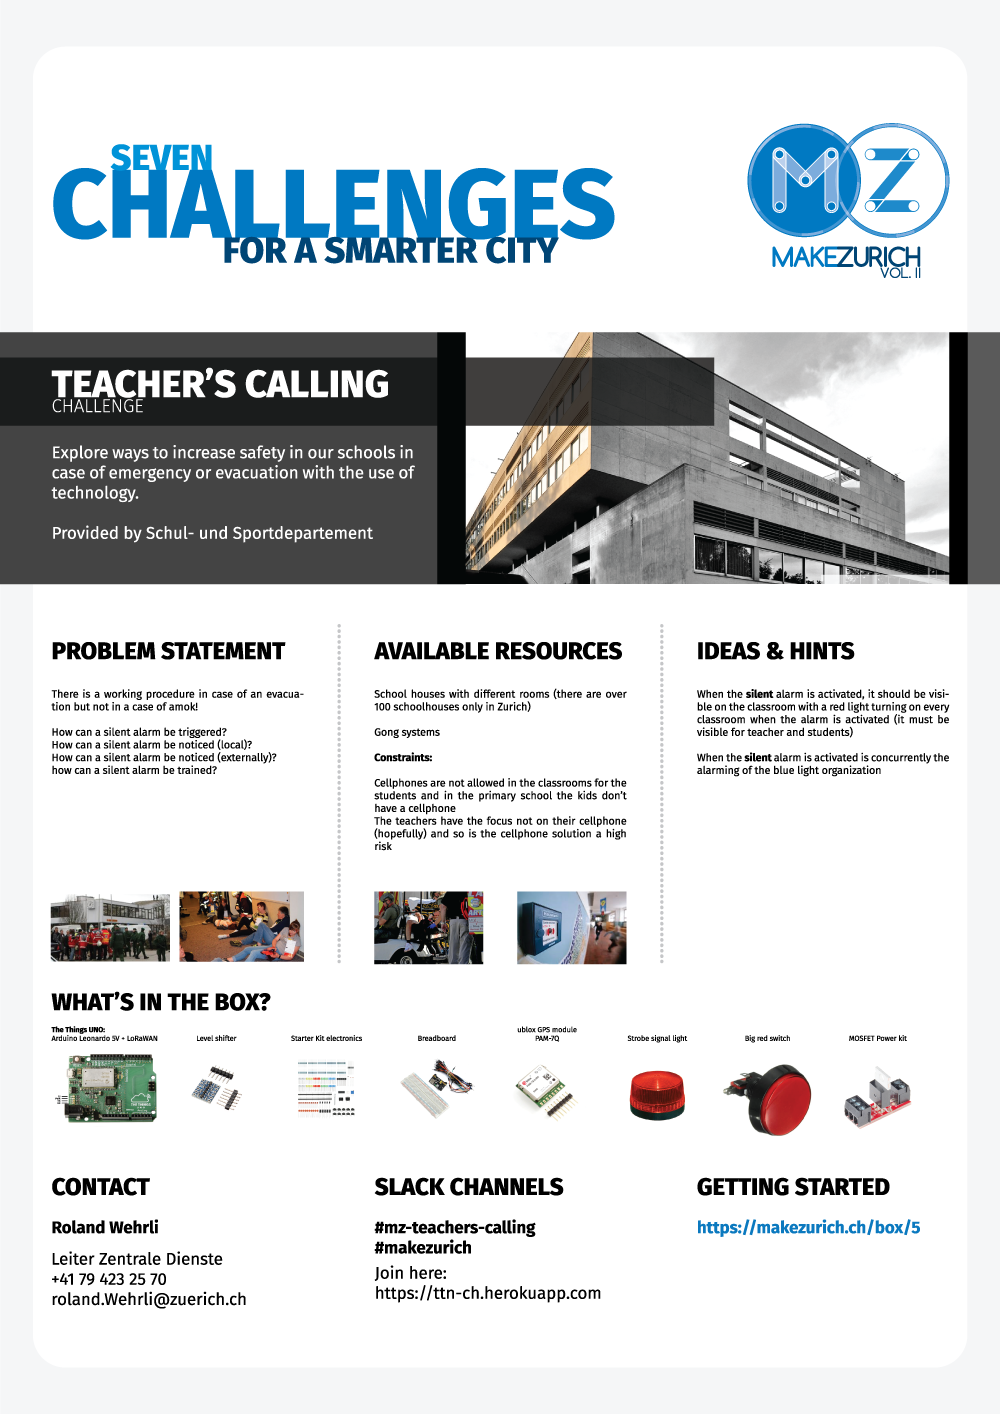 SEVEN
CHALLENGES
FOR A SMARTER CITY
MZ
MAKEZURICH
VOL. II
TEACHER'S CALLING
CHALLENGE
Explore ways to increase safety in our schools in
case of emergency or evacuation with the use of
technology.
Provided by Schul- und Sportdepartement
PROBLEM STATEMENT
There is a working procedure in case of an evacua-
tion but not in a case of amok!
How can a silent alarm be triggered?
How can a silent alarm be noticed (local)?
How can a silent alarm be noticed (externally)?
how can a silent alarm be trained?
AVAILABLE RESOURCES
School houses with different rooms (there are over
100 schoolhouses only in Zurich)
Gong systems
Constraints:
Cellphones are not allowed in the classrooms for the
students and in the primary school the kids don't
have a cellphone
The teachers have the focus not on their cellphone
(hopefully) and so is the cellphone solution a high
risk
IDEAS & HINTS
When the silent alarm is activated, it should be visi-
ble on the classroom with a red light turning on every
classroom when the alarm is activated (it must be
visible for teacher and students)
When the silent alarm is activated is concurrently the
alarming of the blue light organization
WHAT'S IN THE BOX?
The Things UNO:
Arduino Leonardo 5V + LoRaWAN
Level shifter
Starter Kit electronics
Breadboard
ublox GPS module
PAM-7Q
Strobe signal light
Big red switch
MOSFET Power kit
CONTACT
Roland Wehrli
Leiter Zentrale Dienste
+41 79 423 25 70
roland.Wehrli@zuerich.ch
SLACK CHANNELS
#mz-teachers-calling
#makezurich
Join here:
https://ttn-ch.herokuapp.com
GETTING STARTED
https://makezurich.ch/box/5